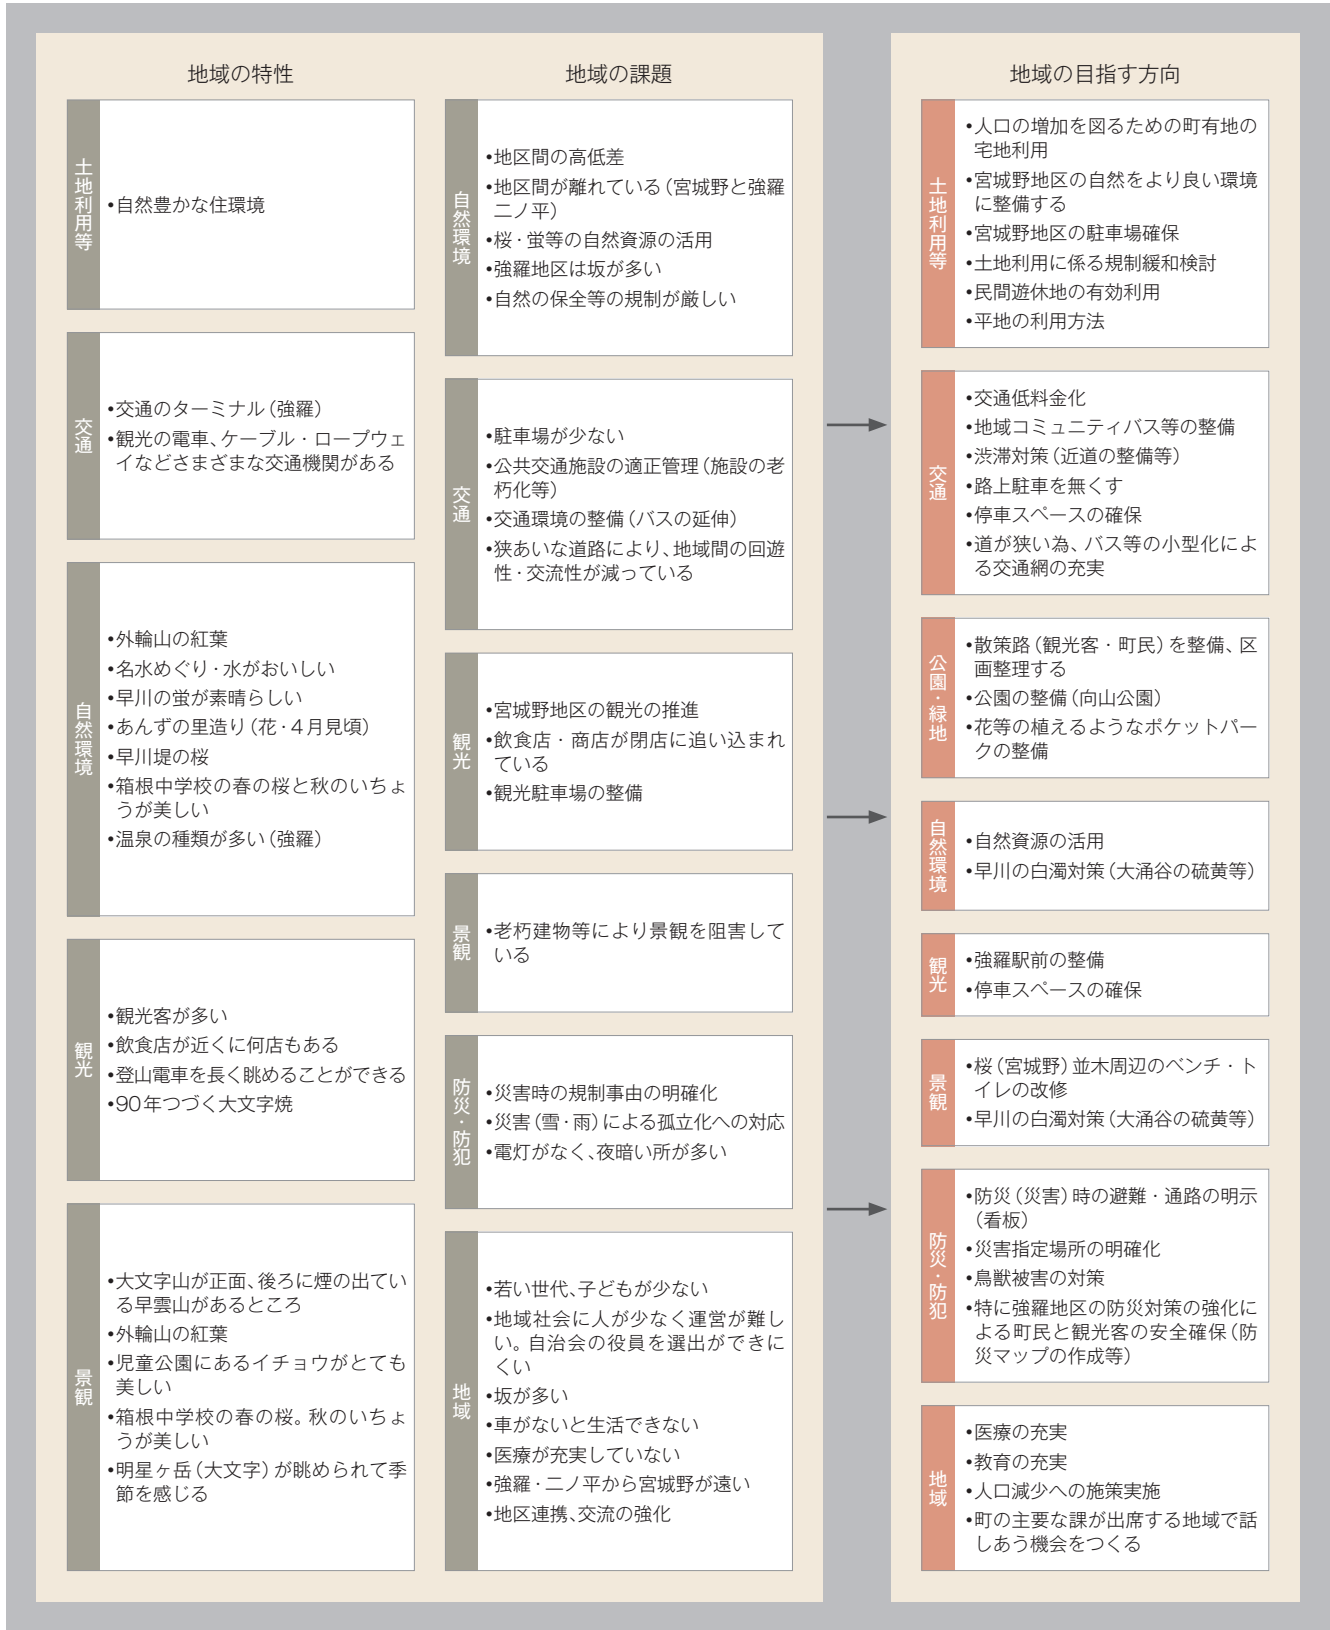 地域の特性
土地利用等
•自然豊かな住環境
交通
•交通のターミナル（強羅）
•観光の電車、ケーブル・ロープウェ
イなどさまざまな交通機関がある
自然環境
•外輪山の紅葉
•名水めぐり・水がおいしい
•早川の蛍が素晴らしい
•あんずの里造り（花・4月見頃）
•早川堤の桜
•箱根中学校の春の桜と秋のいちょ
うが美しい
•温泉の種類が多い（強羅）
観光
•観光客が多い
•飲食店が近くに何店もある
•登山電車を長く眺めることができる
•90年つづく大文字焼
景観
•大文字山が正面、後ろに煙の出てい
る早雲山があるところ
•外輪山の紅葉
•児童公園にあるイチョウがとても
美しい
•箱根中学校の春の桜。秋のいちょ
うが美しい
•明星ヶ岳（大文字）が眺められて季
節を感じる
地域の課題
自然環境
•地区間の高低差
•地区間が離れている（宮城野と強羅
二ノ平）
•桜・蛍等の自然資源の活用
•強羅地区は坂が多い
•自然の保全等の規制が厳しい
交通
•駐車場が少ない
•公共交通施設の適正管理（施設の老
朽化等）
•交通環境の整備（バスの延伸）
•狭あいな道路により、地域間の回遊
性・交流性が減っている
観光
•宮城野地区の観光の推進
•飲食店・商店が閉店に追い込まれ
ている
•観光駐車場の整備
景観
•老朽建物等により景観を阻害して
いる
防災・防犯
•災害時の規制事由の明確化
•災害（雪・雨）による孤立化への対応
•電灯がなく、夜暗い所が多い
地域
•若い世代、子どもが少ない
•地域社会に人が少なく運営が難し
い。自治会の役員を選出ができに
くい
•坂が多い
•車がないと生活できない
•医療が充実していない
•強羅・二ノ平から宮城野が遠い
•地区連携、交流の強化
地域の目指す方向
土地利用等
•人口の増加を図るための町有地の
宅地利用
•宮城野地区の自然をより良い環境
に整備する
•宮城野地区の駐車場確保
•土地利用に係る規制緩和検討
•民間遊休地の有効利用
•平地の利用方法
交通
•交通低料金化
•地域コミュニティバス等の整備
•渋滞対策（近道の整備等）
•路上駐車を無くす
•停車スペースの確保
•道が狭い為、バス等の小型化によ
る交通網の充実
公園・緑地
•散策路（観光客・町民）を整備、区
画整理する
•公園の整備（向山公園）
•花等の植えるようなポケットパー
クの整備
自然環境
•自然資源の活用
•早川の白濁対策（大涌谷の硫黄等）
観光
•強羅駅前の整備
•停車スペースの確保
景観
•桜（宮城野）並木周辺のベンチ・ト
イレの改修
•早川の白濁対策（大涌谷の硫黄等）
防災・防犯
•防災（災害）時の避難・通路の明示
（看板）
•災害指定場所の明確化
•鳥獣被害の対策
•特に強羅地区の防災対策の強化に
よる町民と観光客の安全確保（防
災マップの作成等）
地域
•医療の充実
•教育の充実
•人口減少への施策実施
•町の主要な課が出席する地域で話
しあう機会をつくる